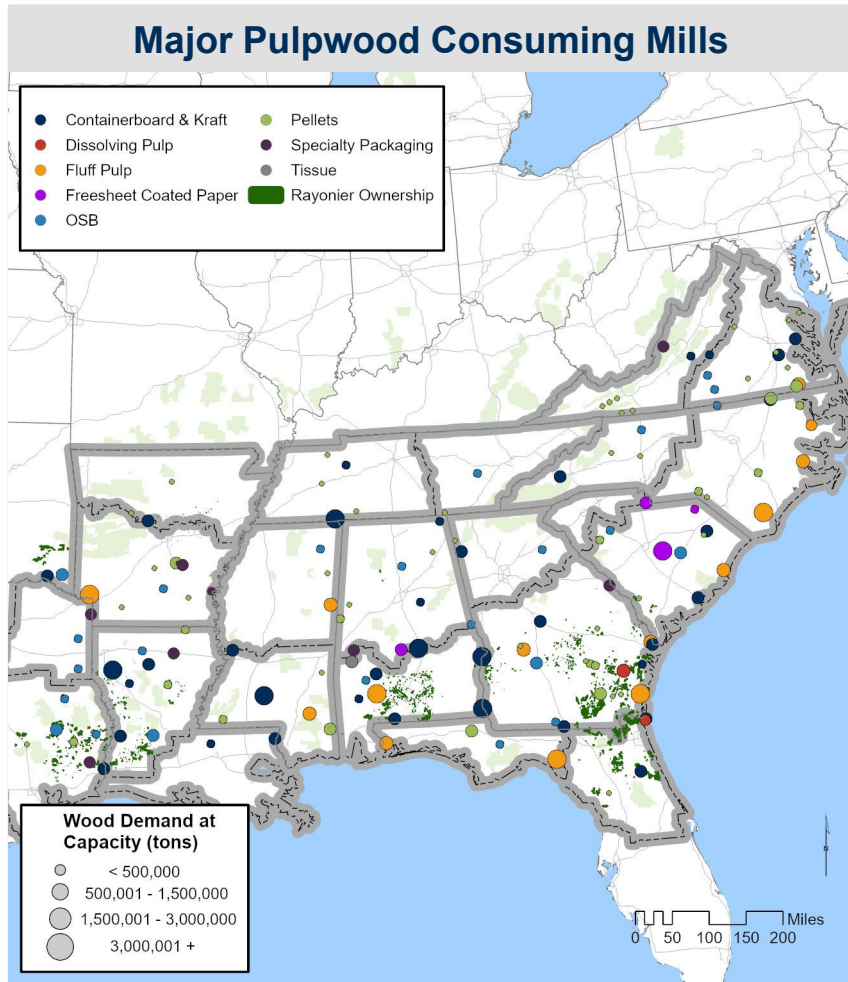 Major Pulpwood Consuming Mills
Containerboard & Kraft
Dissolving Pulp
Fluff Pulp
Freesheet Coated Paper
OSB
Pellets
Specialty Packaging
Tissue
Rayonier Ownership
Wood Demand at
Capacity (tons)
< 500,000
500,001 - 1,500,000
1,500,001 - 3,000,000
3,000,001 +
Miles
0 50 100 150 200